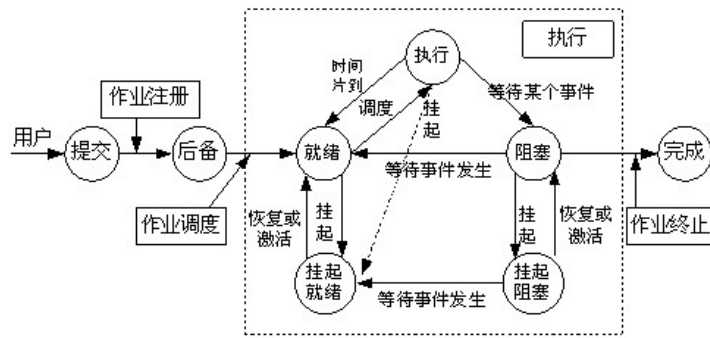 执行
执行
时间
片到
调度
挂
起
等待某个事件
作业注册
用户
提交
后备
就绪
等待事件发生
阻塞
完成
作业调度
恢复或
激活
挂
起
挂
起
恢复或
激活
作业终止
挂起
就绪
等待事件发生
挂起
阻塞